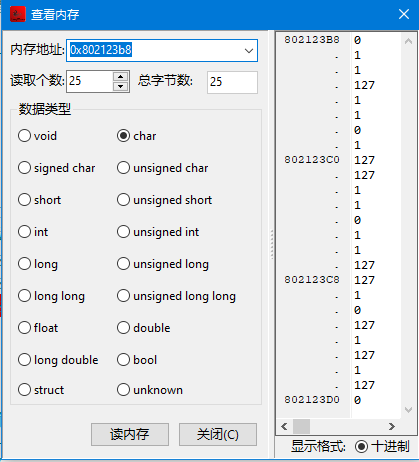 查看内存
内存地址: 0x802123b8
读取个数: 25 总字节数: 25
数据类型
void char
signed char unsigned char
short unsigned short
int unsigned int
long unsigned long
long long unsigned long long
float double
long double bool
struct unknown
读内存 关闭(C)
802123B8 0
. 1
. 1
. 127
. 1
. 1
. 0
. 1
802123C0 127
. 127
. 1
. 1
. 0
. 1
. 1
. 127
802123C8 127
. 1
. 0
. 127
. 1
. 127
. 1
. 127
802123D0 0
显示格式: 十进制